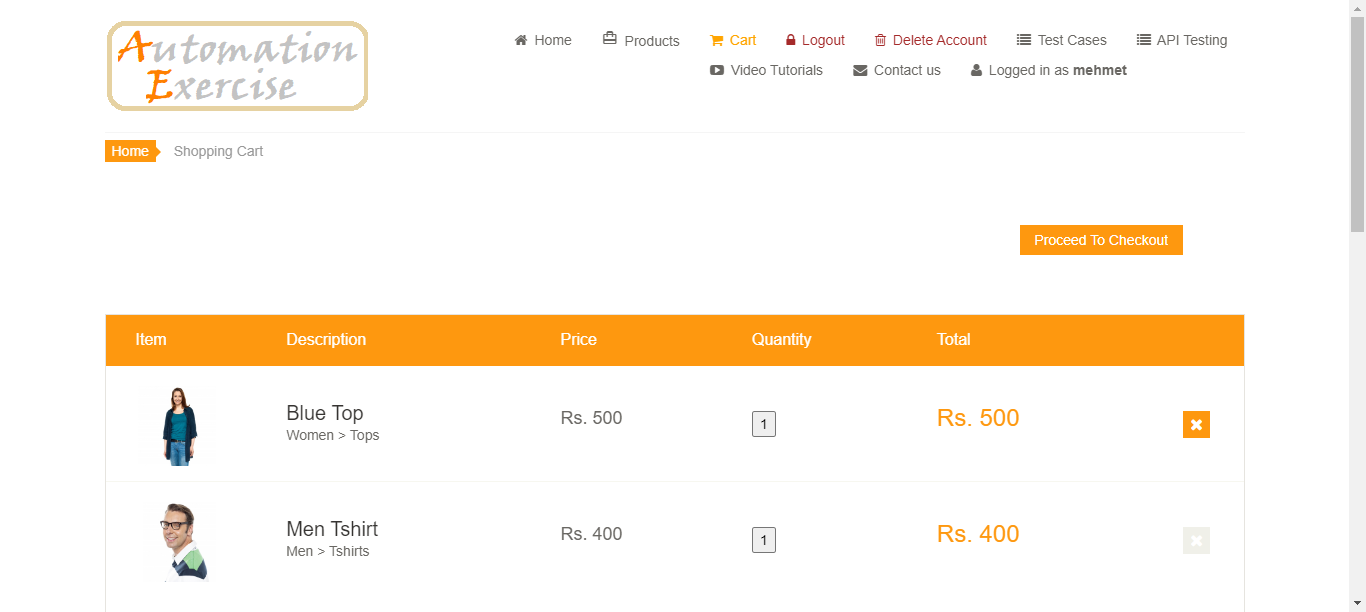 Automation
Exercise
Home Products Cart Logout Delete Account Test Cases API Testing
Video Tutorials Contact us Logged in as mehmet
Home Shopping Cart
Proceed To Checkout
Item Description Price Quantity Total
Blue Top
Women > Tops
Rs. 500 1 Rs. 500
Men Tshirt
Men > Tshirts
Rs. 400 1 Rs. 400